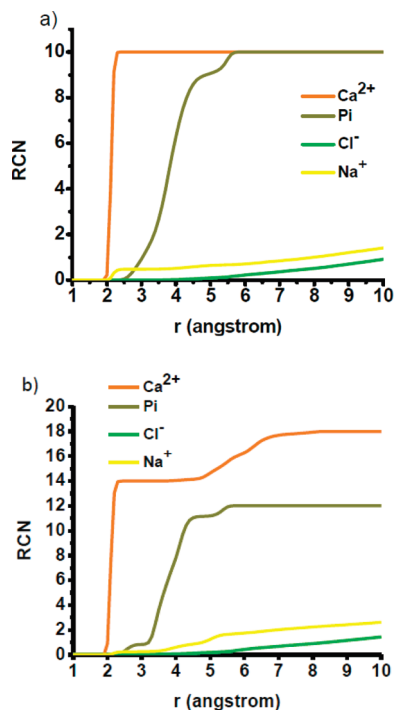 a)
10
8
6
4
2
0
RCN
Ca2+
Pi
Cl-
Na+
1 2 3 4 5 6 7 8 9 10
r (angstrom)
b)
Ca2+
Pi
Cl-
Na+
20
18
16
14
12
10
8
6
4
2
0
RCN
1 2 3 4 5 6 7 8 9 10
r (angstrom)